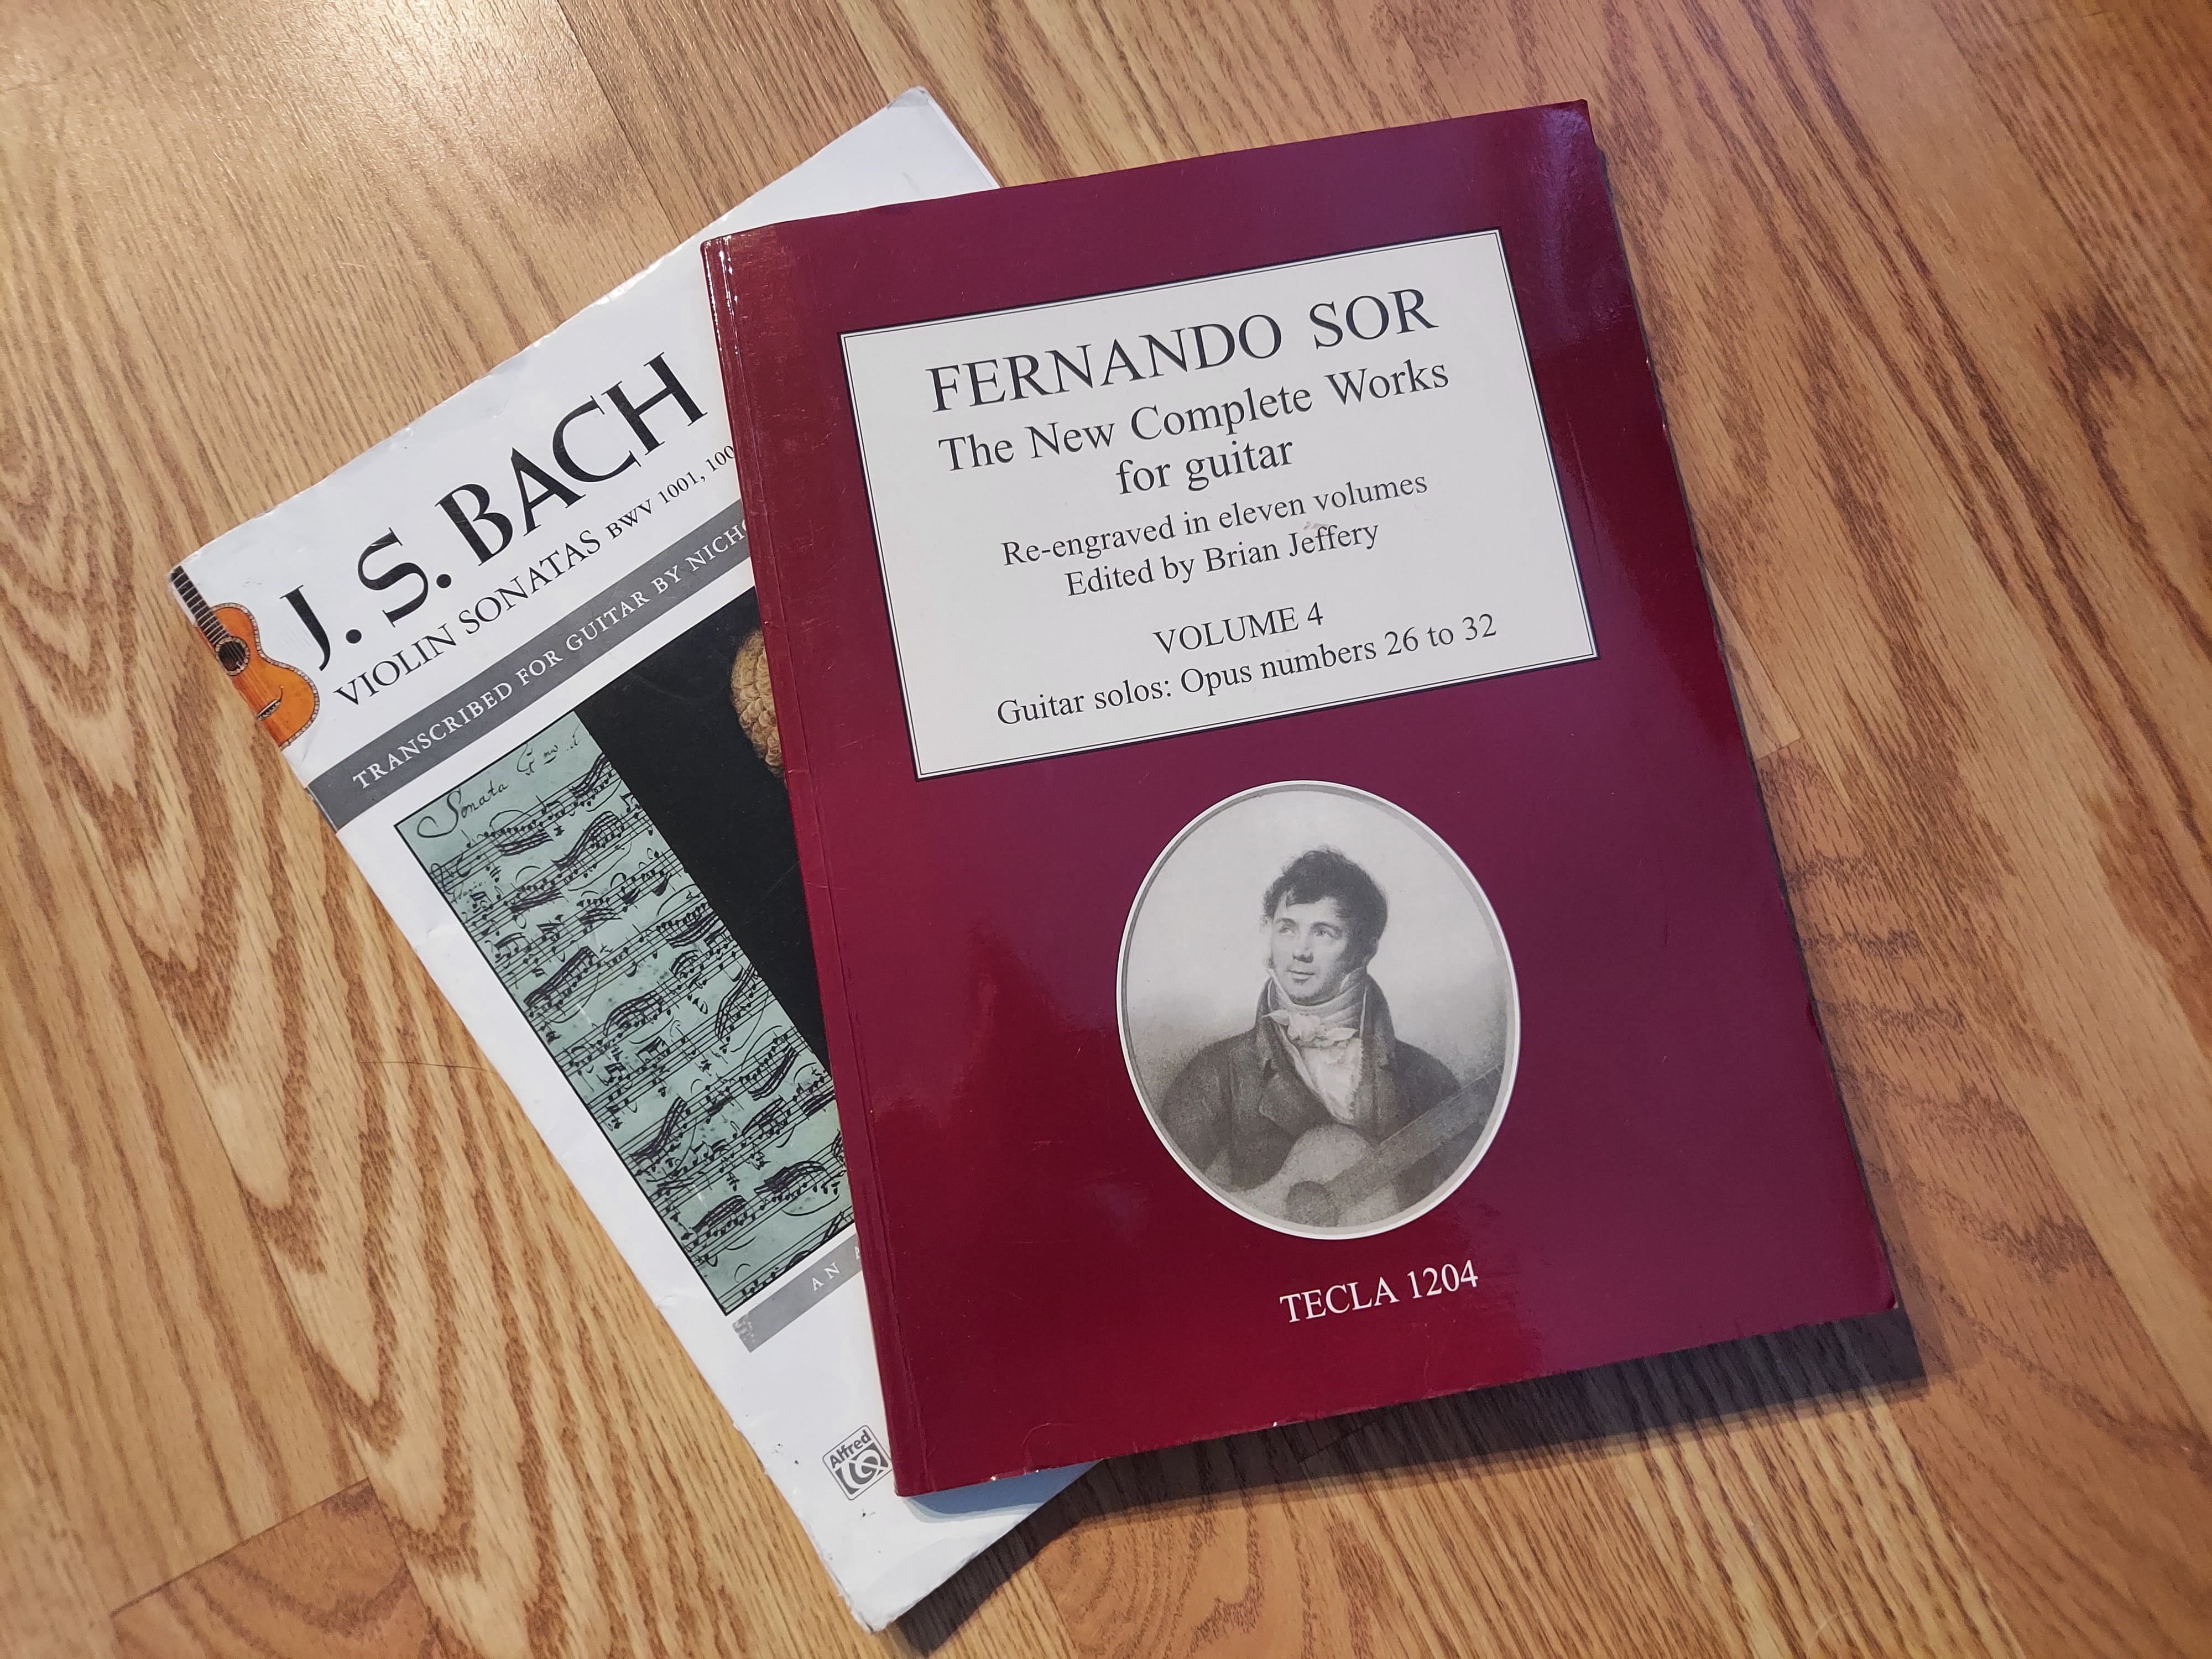 J. S. BACH
VIOLIN SONATAS BWV 1001,
TRANSCRIBED FOR GUITAR BY
Sonata
AN
Alfred
FERNANDO SOR
The New Complete Works
for guitar
Re-engraved in eleven volumes
Edited by Brian Jeffery
VOLUME 4
Guitar solos: Opus numbers 26 to 32
TECLA 1204